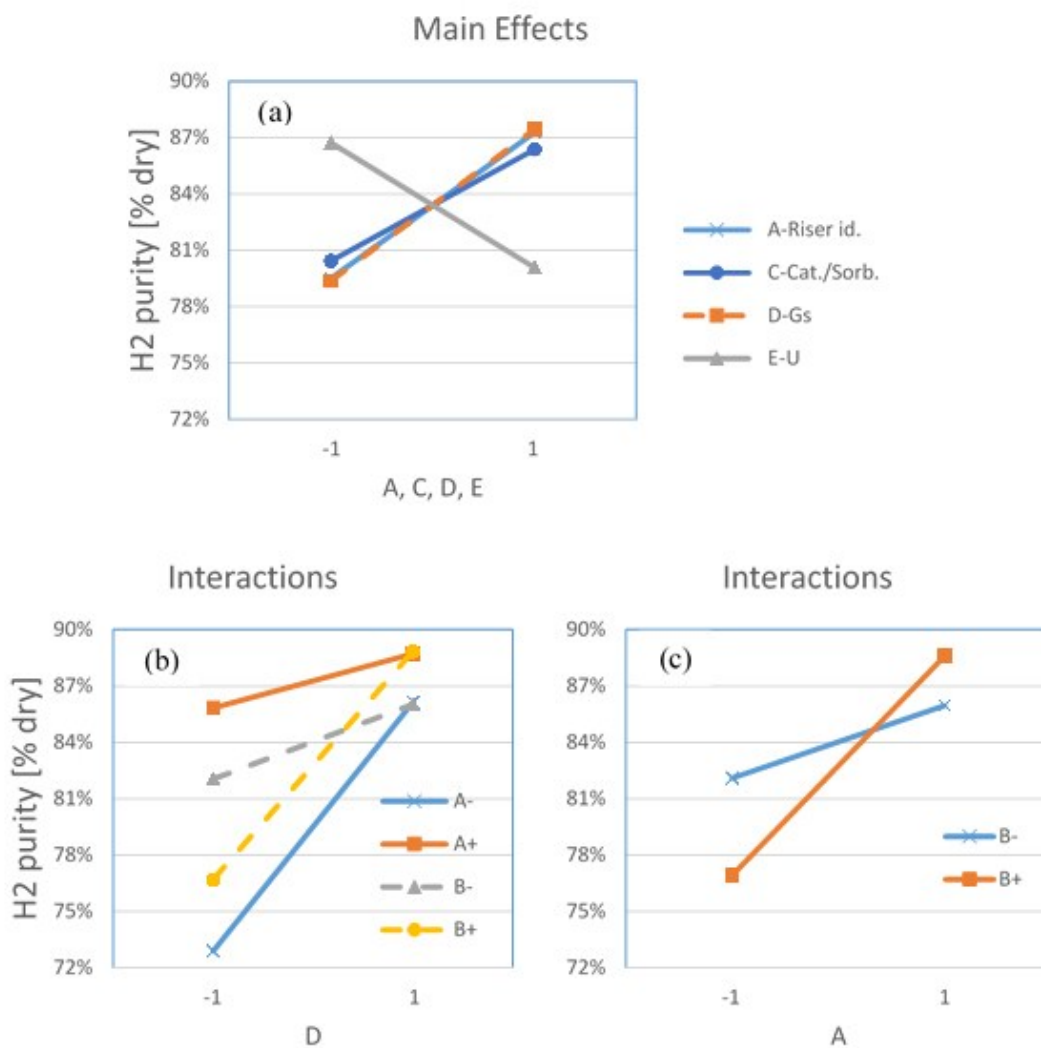 Main Effects
H2 purity [% dry]
90%
87%
84%
81%
78%
75%
72%
(a)
-1 1
A, C, D, E
A-Riser id.
C-Cat./Sorb.
D-Gs
E-U
Interactions
H2 purity [% dry]
90%
87%
84%
81%
78%
75%
72%
(b)
A-
A+
B-
B+
-1 1
D
Interactions
90%
87%
84%
81%
78%
75%
72%
(c)
B-
B+
-1 1
A